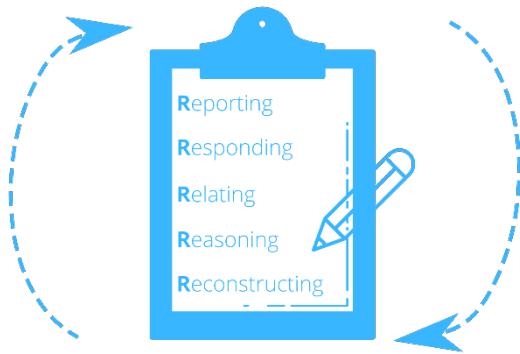 Reporting
Responding
Relating
Reasoning
Reconstructing